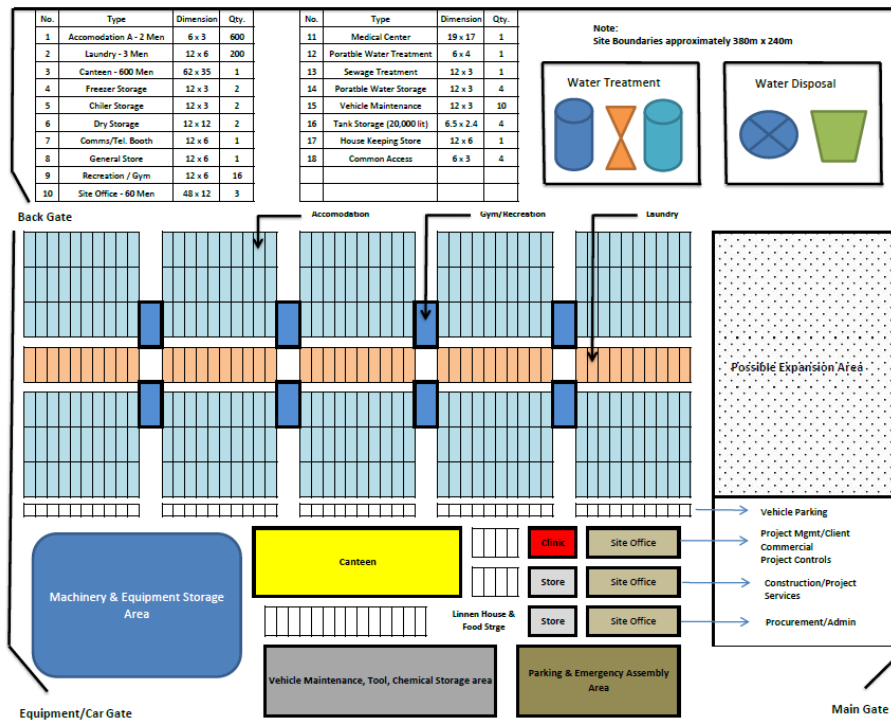 No. Type Dimension Qty.
1 Accomodation A - 2 Men 6 x 3 600
2 Laundry - 3 Men 12 x 6 200
3 Canteen - 600 Men 62 x 35 1
4 Freezer Storage 12 x 3 2
5 Chiler Storage 12 x 3 2
6 Dry Storage 12 x 12 2
7 Comms/Tel. Booth 12 x 6 1
8 General Store 12 x 6 1
9 Recreation / Gym 12 x 6 16
10 Site Office - 60 Men 48 x 12 3
No. Type Dimension Qty.
11 Medical Center 19 x 17 1
12 Poratble Water Treatment 6 x 4 1
13 Sewage Treatment 12 x 3 1
14 Poratble Water Storage 12 x 3 4
15 Vehicle Maintenance 12 x 3 10
16 Tank Storage (20,000 lit) 6.5 x 2.4 4
17 House Keeping Store 12 x 6 1
18 Common Access 6 x 3 4
Note:
Site Boundaries approximately 380m x 240m
Water Treatment
Water Disposal
Back Gate
Accomodation
Gym/Recreation
Laundry
Possible Expansion Area
Vehicle Parking
Clinic
Site Office
Project Mgmt/Client
Commercial
Project Controls
Canteen
Machinery & Equipment Storage
Area
Store
Site Office
Construction/Project
Services
Linnen House &
Food Strge
Store
Site Office
Procurement/Admin
Vehicle Maintenance, Tool, Chemical Storage area
Parking & Emergency Assembly
Area
Equipment/Car Gate
Main Gate